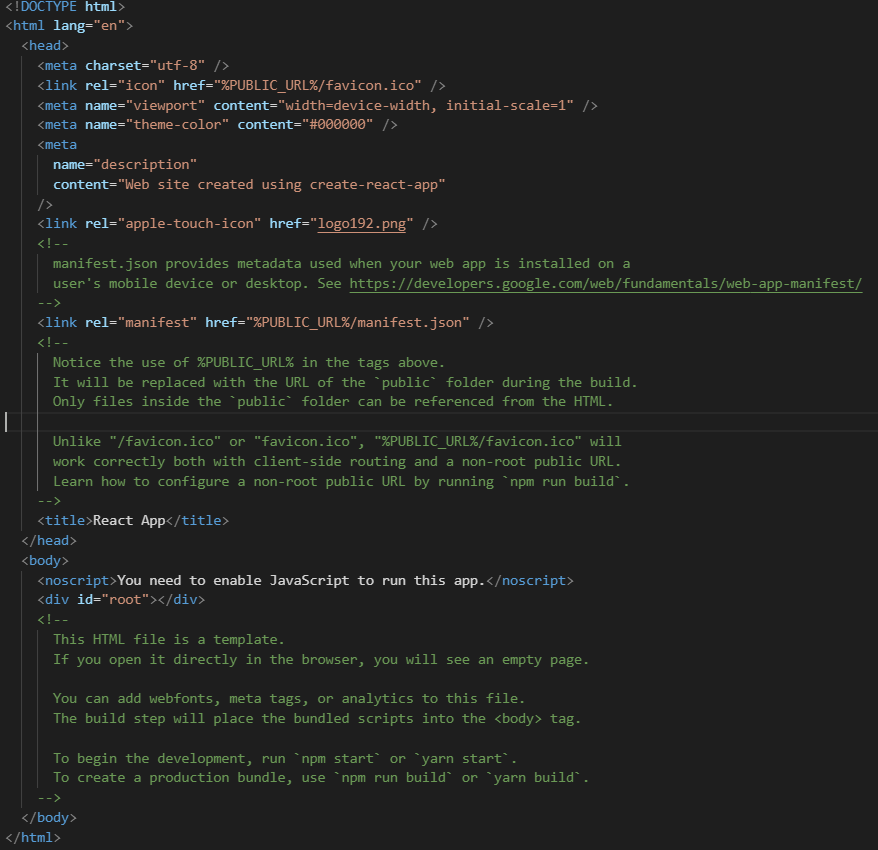 <!DOCTYPE html>
<html lang="en">
  <head>
    <meta charset="utf-8" />
    <link rel="icon" href="%PUBLIC_URL%/favicon.ico" />
    <meta name="viewport" content="width=device-width, initial-scale=1" />
    <meta name="theme-color" content="#000000" />
    <meta
      name="description"
      content="Web site created using create-react-app"
    />
    <link rel="apple-touch-icon" href="logo192.png" />
    <!--
      manifest.json provides metadata used when your web app is installed on a
      user's mobile device or desktop. See https://developers.google.com/web/fundamentals/web-app-manifest/
    -->
    <link rel="manifest" href="%PUBLIC_URL%/manifest.json" />
    <!--
      Notice the use of %PUBLIC_URL% in the tags above.
      It will be replaced with the URL of the `public` folder during the build.
      Only files inside the `public` folder can be referenced from the HTML.

      Unlike "/favicon.ico" or "favicon.ico", "%PUBLIC_URL%/favicon.ico" will
      work correctly both with client-side routing and a non-root public URL.
      Learn how to configure a non-root public URL by running `npm run build`.
    -->
    <title>React App</title>
  </head>
  <body>
    <noscript>You need to enable JavaScript to run this app.</noscript>
    <div id="root"></div>
    <!--
      This HTML file is a template.
      If you open it directly in the browser, you will see an empty page.

      You can add webfonts, meta tags, or analytics to this file.
      The build step will place the bundled scripts into the <body> tag.

      To begin the development, run `npm start` or `yarn start`.
      To create a production bundle, use `npm run build` or `yarn build`.
    -->
  </body>
</html>